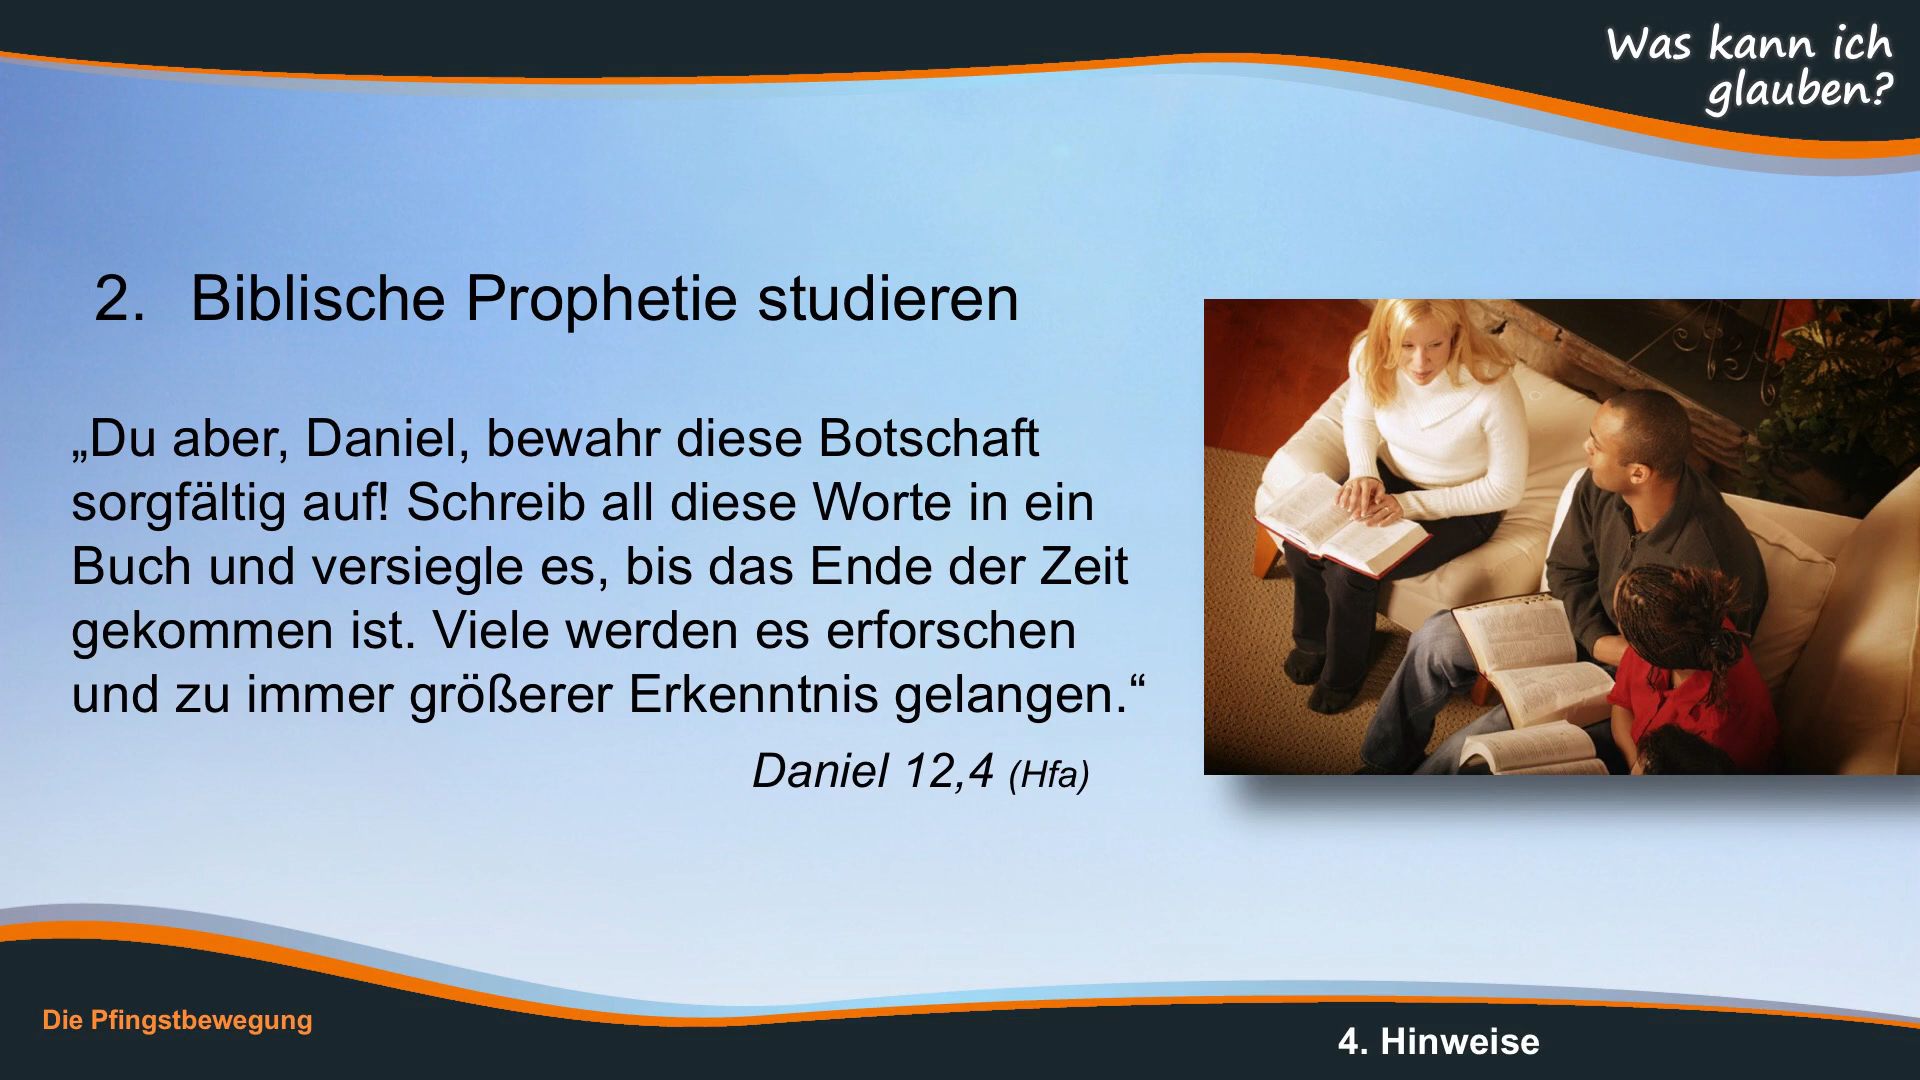 Was kann ich
glauben?
2. Biblische Prophetie studieren
„Du aber, Daniel, bewahr diese Botschaft
sorgfältig auf! Schreib all diese Worte in ein
Buch und versiegle es, bis das Ende der Zeit
gekommen ist. Viele werden es erforschen
und zu immer größerer Erkenntnis gelangen.“
Daniel 12,4 (Hfa)
Die Pfingstbewegung
4. Hinweise